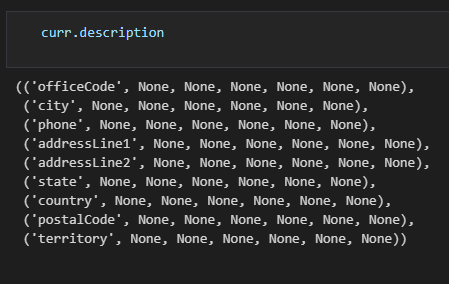 curr.description
(('officeCode', None, None, None, None, None, None),
('city', None, None, None, None, None, None),
('phone', None, None, None, None, None, None),
('addressLine1', None, None, None, None, None, None),
('addressLine2', None, None, None, None, None, None),
('state', None, None, None, None, None, None),
('country', None, None, None, None, None, None),
('postalCode', None, None, None, None, None, None),
('territory', None, None, None, None, None, None))